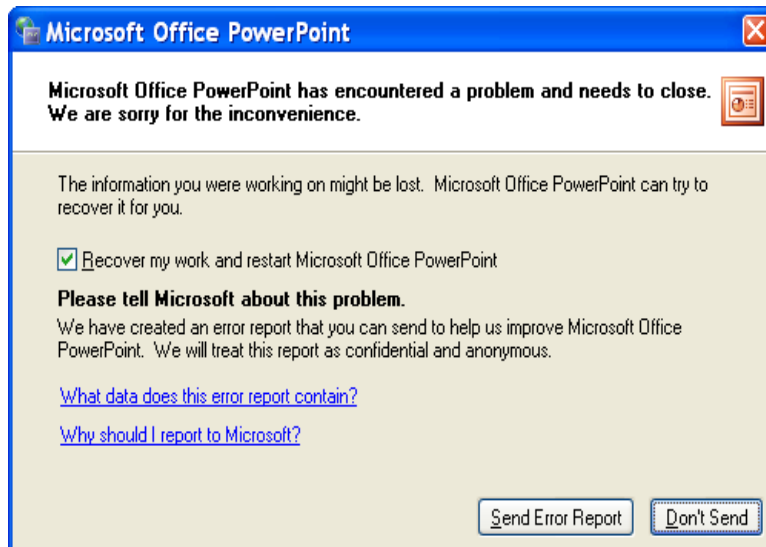 Microsoft Office PowerPoint
Microsoft Office PowerPoint has encountered a problem and needs to close.
We are sorry for the inconvenience.
The information you were working on might be lost.  Microsoft Office PowerPoint can try to
recover it for you.
Recover my work and restart Microsoft Office PowerPoint
Please tell Microsoft about this problem.
We have created an error report that you can send to help us improve Microsoft Office
PowerPoint.  We will treat this report as confidential and anonymous.
What data does this error report contain?
Why should I report to Microsoft?
Send Error Report
Don't Send